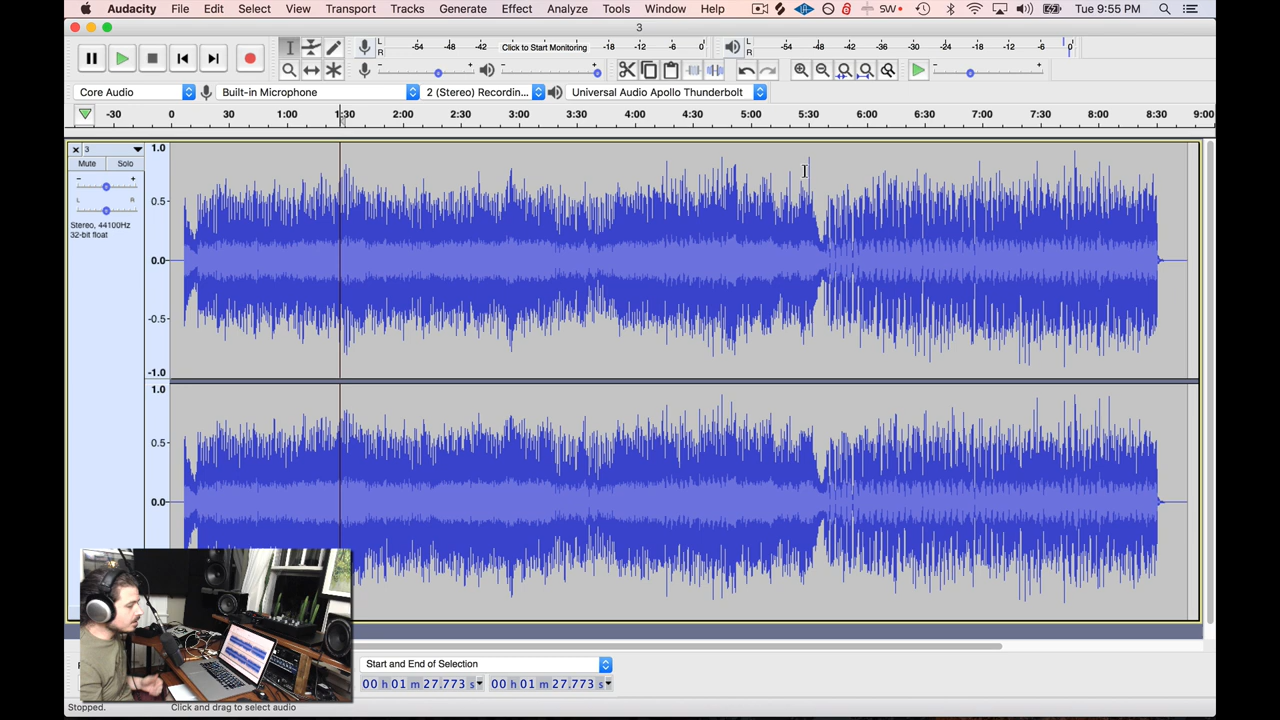 Audacity File Edit Select View Transport Tracks Generate Effect Analyze Tools Window Help SW Tue 9:55 PM
3
L R -54 -48 -42 Click to Start Monitoring -18 -12 -6 0 L R -54 -48 -42 -36 -30 -24 -18 -12 -6 0
Core Audio Built-in Microphone 2 (Stereo) Recordin... Universal Audio Apollo Thunderbolt
-30 0 30 1:00 1:30 2:00 2:30 3:00 3:30 4:00 4:30 5:00 5:30 6:00 6:30 7:00 7:30 8:00 8:30 9:00
3
Mute Solo
- +
L R
Stereo, 44100Hz
32-bit float
1.0
0.5-
0.0-
-0.5-
-1.0
1.0
0.5-
0.0-
Start and End of Selection
00 h 01 m 27.773 s 00 h 01 m 27.773 s
Stopped. Click and drag to select audio